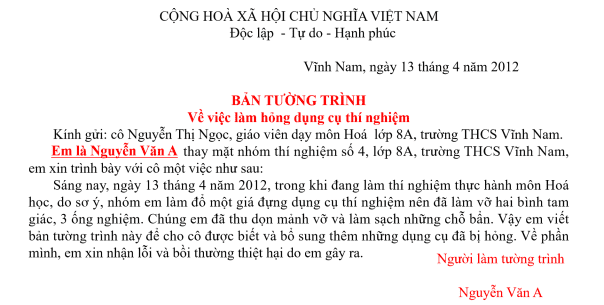 CỘNG HOÀ XÃ HỘI CHỦ NGHĨA VIỆT NAM
Độc lập - Tự do - Hạnh phúc
Vĩnh Nam, ngày 13 tháng 4 năm 2012
BẢN TƯỜNG TRÌNH
Về việc làm hỏng dụng cụ thí nghiệm
Kính gửi: cô Nguyễn Thị Ngọc, giáo viên dạy môn Hoá lớp 8A, trường THCS Vĩnh Nam.
Em là Nguyễn Văn A thay mặt nhóm thí nghiệm số 4, lớp 8A, trường THCS Vĩnh Nam,
em xin trình bày với cô một việc như sau:
Sáng nay, ngày 13 tháng 4 năm 2012, trong khi đang làm thí nghiệm thực hành môn Hoá
học, do sơ ý, nhóm em làm đổ một giá đựng dụng cụ thí nghiệm nên đã làm vỡ hai bình tam
giác, 3 ống nghiệm. Chúng em đã thu dọn mảnh vỡ và làm sạch những chỗ bẩn. Vậy em viết
bản tường trình này để cho cô được biết và bổ sung thêm những dụng cụ đã bị hỏng. Về phần
mình, em xin nhận lỗi và bồi thường thiệt hại do em gây ra.
Người làm tường trình
Nguyễn Văn A